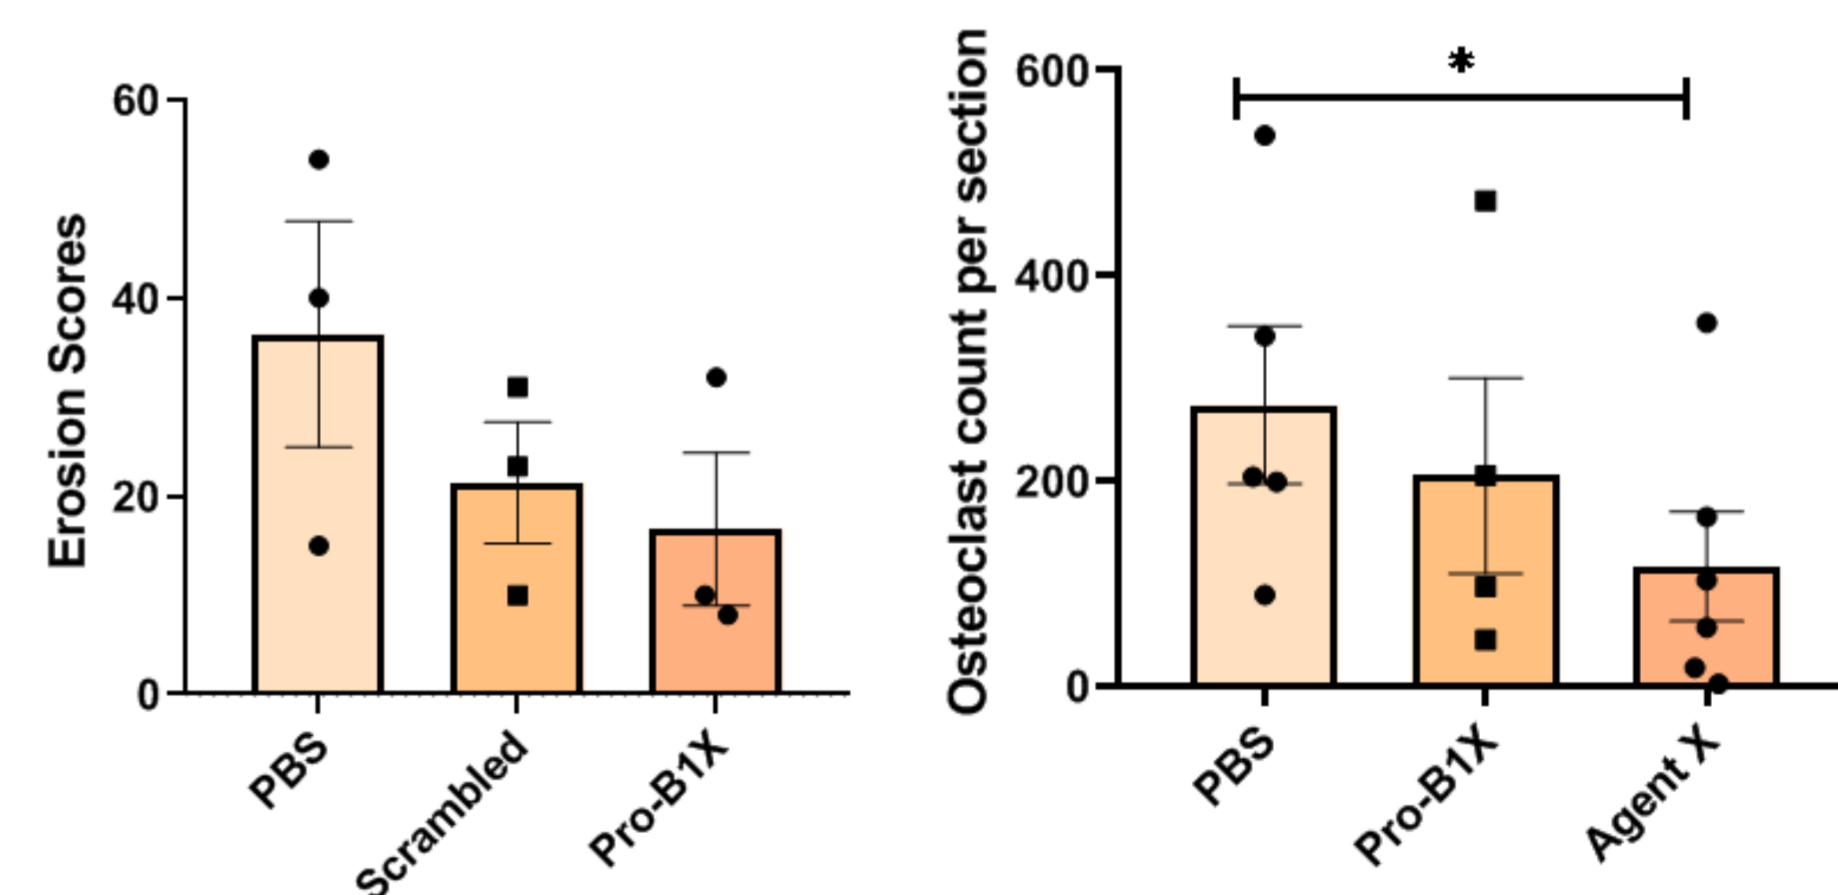 Erosion Scores
60
40
20
0
PBS
Scrambled
Pro-B1X
Osteoclast count per section
600
400
200
0
*
PBS
Pro-B1X
Agent X